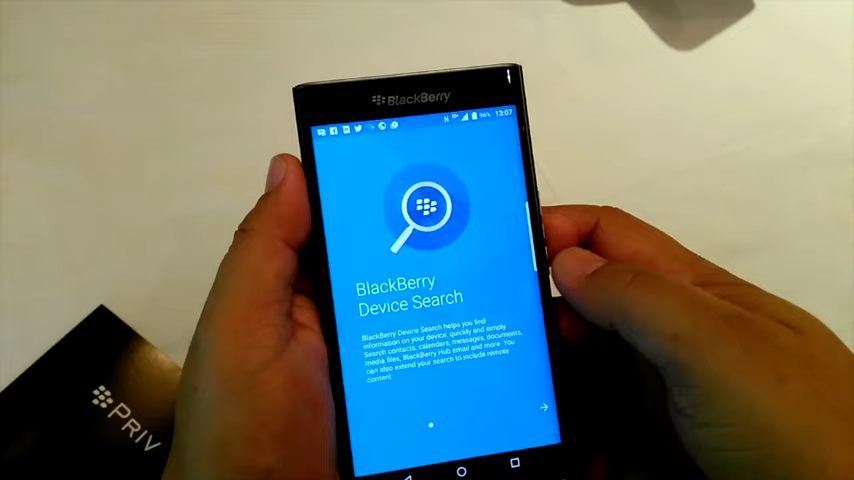 BlackBerry
N H+ 96% 13:07
BlackBerry
Device Search
BlackBerry Device Search helps you find
information on your device, quickly and simply
Search contacts, calendars, messages, documents,
media files, BlackBerry Hub email and more. You
can also extend your search to include remote
content
PRIV